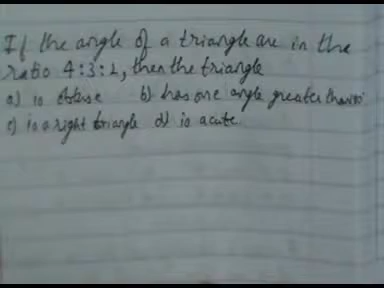 If the angle of a triangle are in the
ratio 4:3:2, then the triangle
a) is obtuse b) has one angle greater than
c) is a right triangle d) is acute